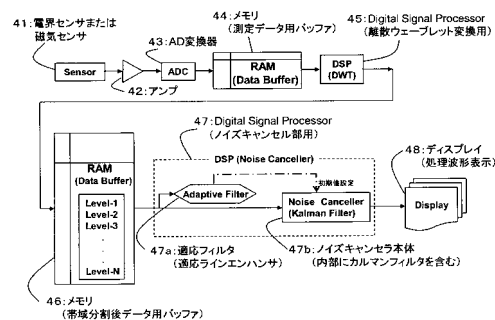 41:電界センサまたは
磁気センサ
43:AD変換器
44:メモリ
(測定データ用バッファ)
45:Digital Signal Processor
(離散ウェーブレット変換用)
Sensor
ADC
RAM
(Data Buffer)
DSP
(DWT)
42:アンプ
47:Digital Signal Processor
(ノイズキャンセル部用)
DSP (Noise Canceller)
48:ディスプレイ
(処理波形表示)
RAM
(Data Buffer)
Level-1
Level-2
Level-3
Level-N
Adaptive Filter
初期値設定
Noise Canceller
(Kalman Filter)
Display
47a:適応フィルタ
(適応ラインエンハンサ)
47b:ノイズキャンセラ本体
(内部にカルマンフィルタを含む)
46:メモリ
(帯域分割後データ用バッファ)